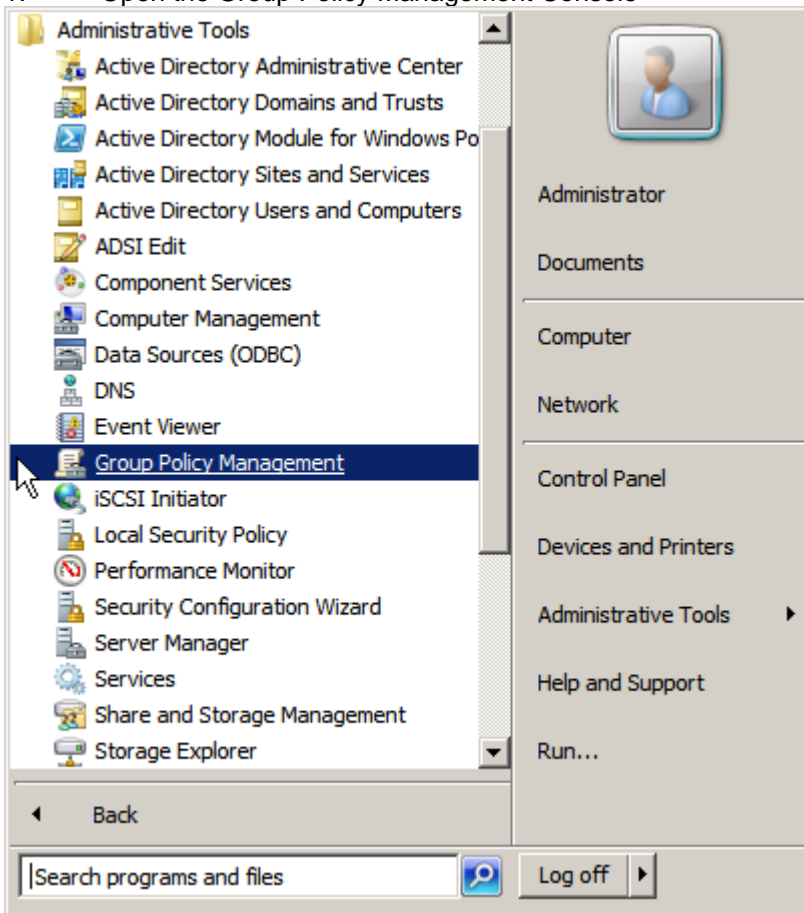 Open the Group Policy Management Console
Administrative Tools
Active Directory Administrative Center
Active Directory Domains and Trusts
Active Directory Module for Windows Po
Active Directory Sites and Services
Active Directory Users and Computers
ADSI Edit
Component Services
Computer Management
Data Sources (ODBC)
DNS
Event Viewer
Group Policy Management
iSCSI Initiator
Local Security Policy
Performance Monitor
Security Configuration Wizard
Server Manager
Services
Share and Storage Management
Storage Explorer
Back
Search programs and files
Administrator
Documents
Computer
Network
Control Panel
Devices and Printers
Administrative Tools
Help and Support
Run...
Log off